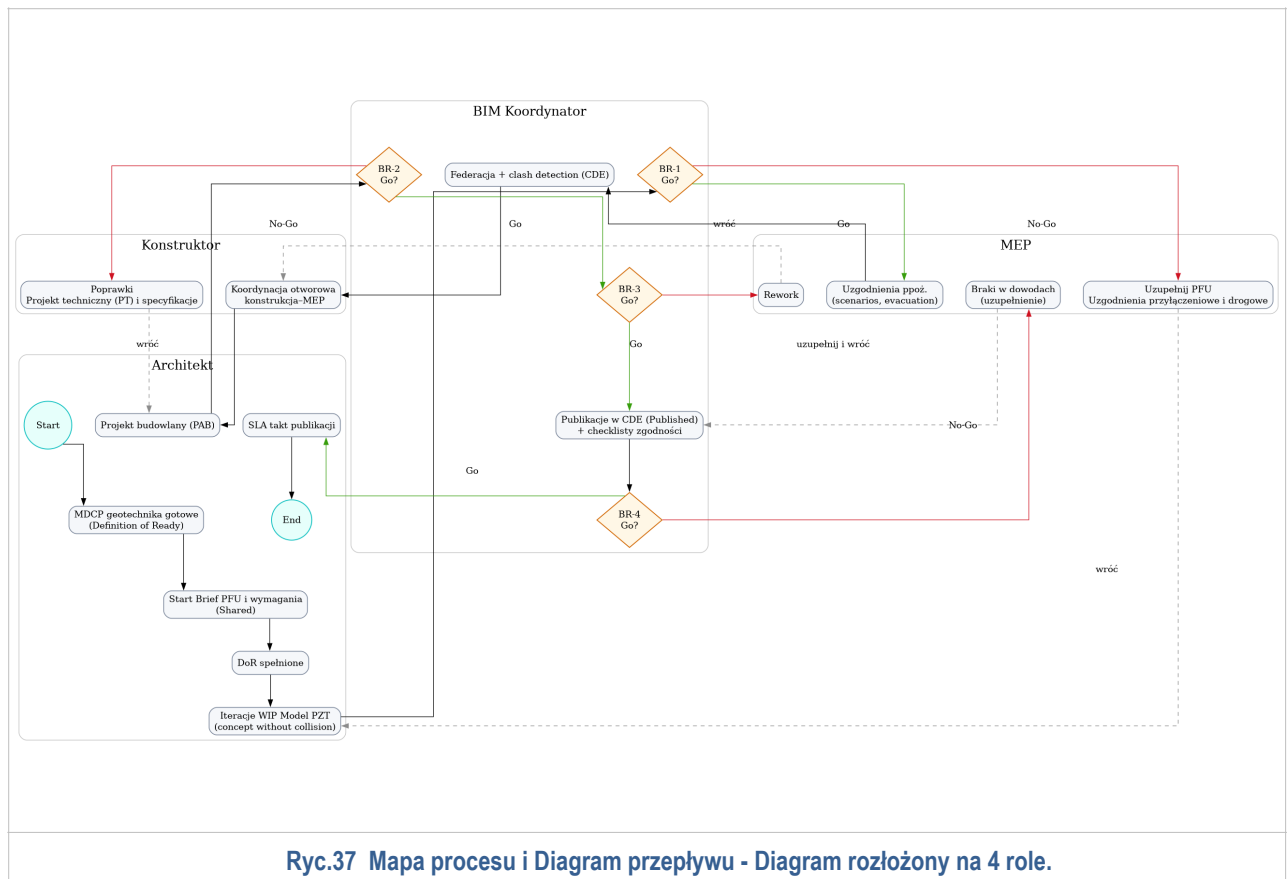 BIM Koordynator
BR-2
Go?
Federacja + clash detection (CDE)
BR-1
Go?
No-Go
Go
wróć
Go
No-Go
Konstruktor
MEP
Poprawki
Projekt techniczny (PT) i specyfikacje
Koordynacja otworowa
konstrukcja–MEP
BR-3
Go?
Rework
Uzgodnienia ppoż.
(scenarios, evacuation)
Braki w dowodach
(uzupełnienie)
Uzupełnij PFU
Uzgodnienia przyłączeniowe i drogowe
wróć
Go
uzupełnij i wróć
Architekt
Start
Projekt budowlany (PAB)
SLA takt publikacji
Publikacje w CDE (Published)
+ checklisty zgodności
No-Go
Go
MDCP geotechnika gotowe
(Definition of Ready)
End
BR-4
Go?
wróć
Start Brief PFU i wymagania
(Shared)
DoR spełnione
Iteracje WIP Model PZT
(concept without collision)
Ryc.37 Mapa procesu i Diagram przepływu - Diagram rozłożony na 4 role.